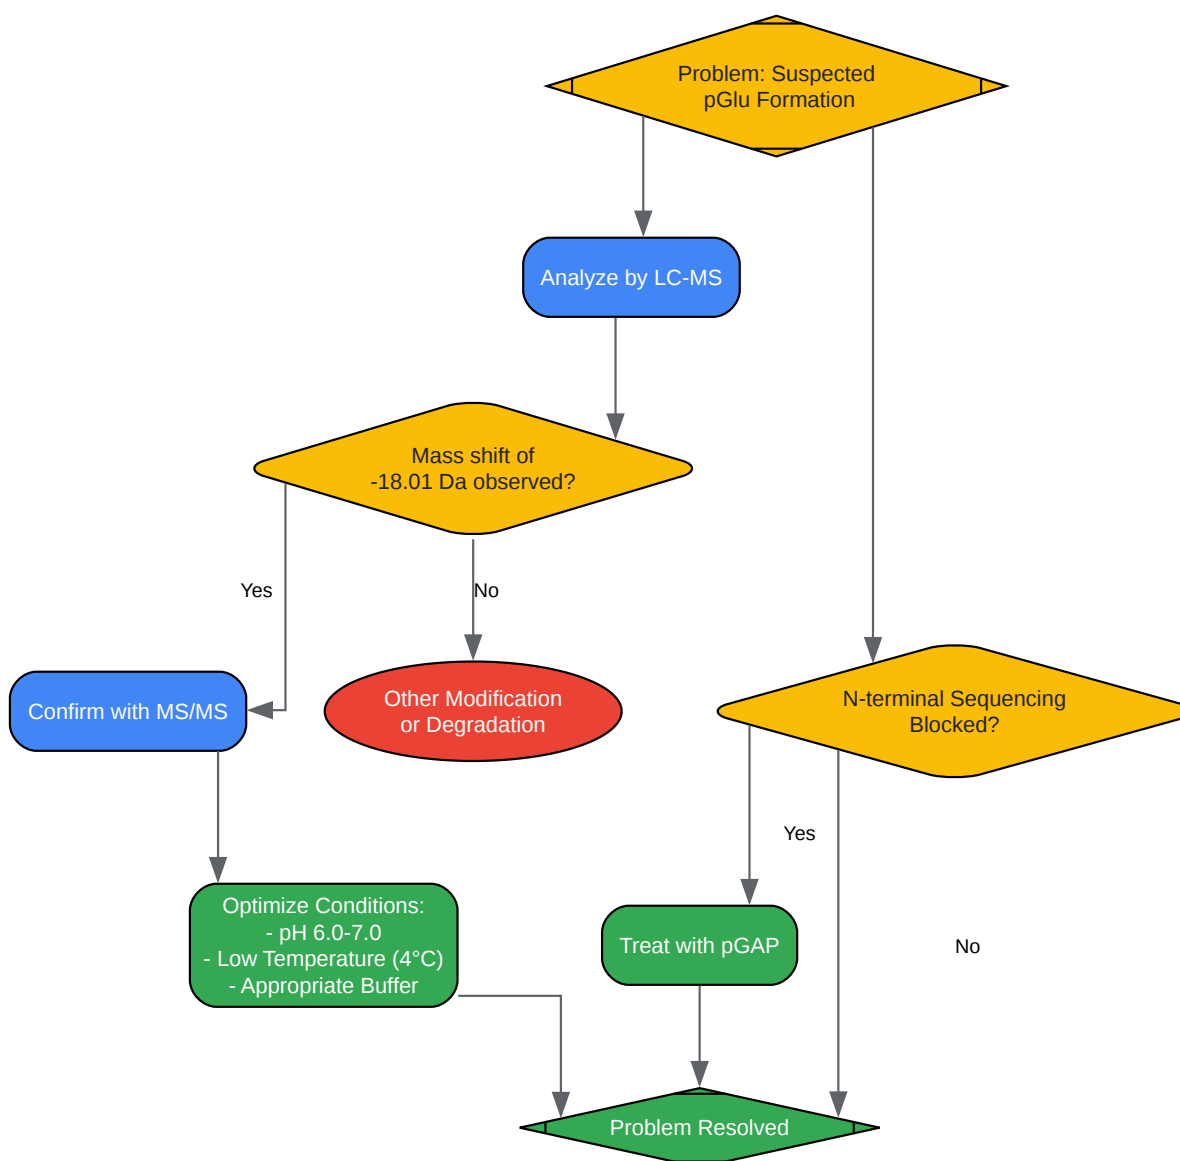 Problem: Suspected
pGlu Formation
Analyze by LC-MS
Mass shift of
-18.01 Da observed?
Yes
No
Confirm with MS/MS
Other Modification
or Degradation
N-terminal Sequencing
Blocked?
Yes
No
Optimize Conditions:
- pH 6.0-7.0
- Low Temperature (4°C)
- Appropriate Buffer
Treat with pGAP
Problem Resolved